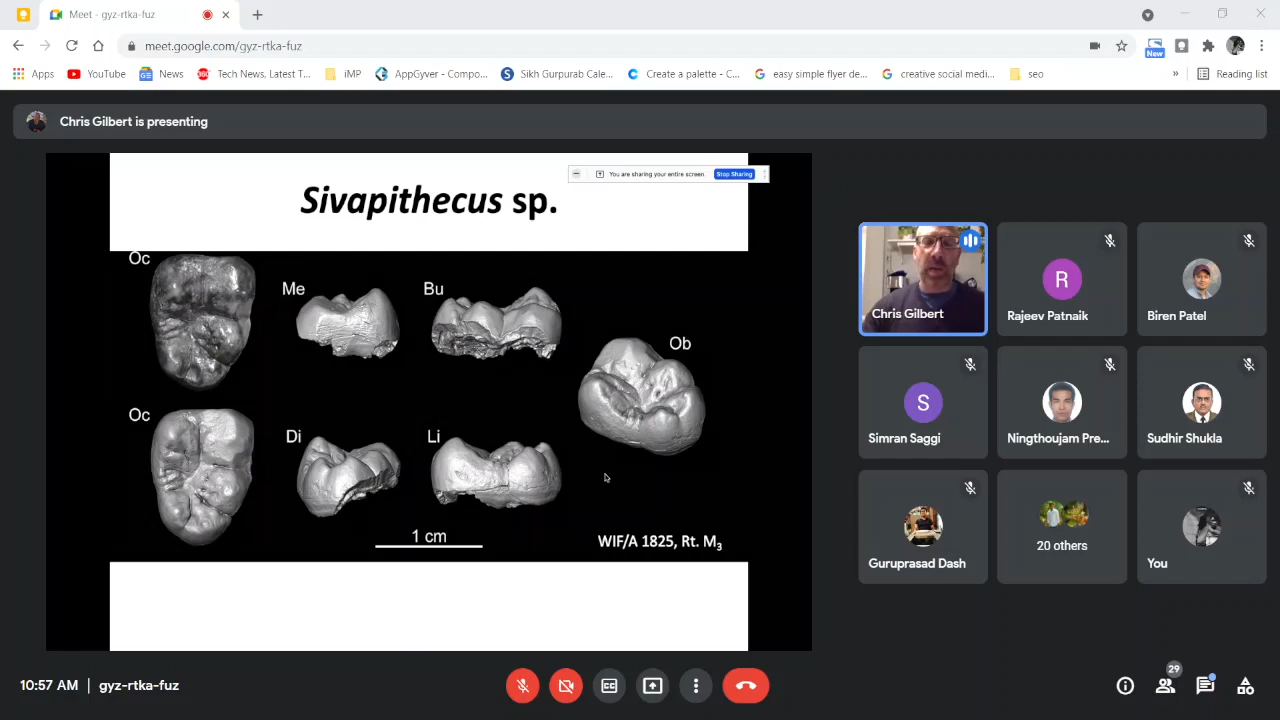 Meet - gyz-rtka-fuz
meet.google.com/gyz-rtka-fuz
New
Apps
YouTube
News
Tech News, Latest T...
iMP
AppGyver - Compo...
Sikh Gurpurab Cale...
Create a palette - C...
easy simple flyer de...
creative social medi...
seo
»
Reading list
Chris Gilbert is presenting
You are sharing your entire screen.
Stop Sharing
Sivapithecus sp.
Oc
Me
Bu
Ob
Oc
Di
Li
1 cm
WIF/A 1825, Rt. M3
Chris Gilbert
R
Rajeev Patnaik
Biren Patel
S
Simran Saggi
Ningthoujam Pre...
Sudhir Shukla
Guruprasad Dash
20 others
You
10:57 AM | gyz-rtka-fuz
CC
29